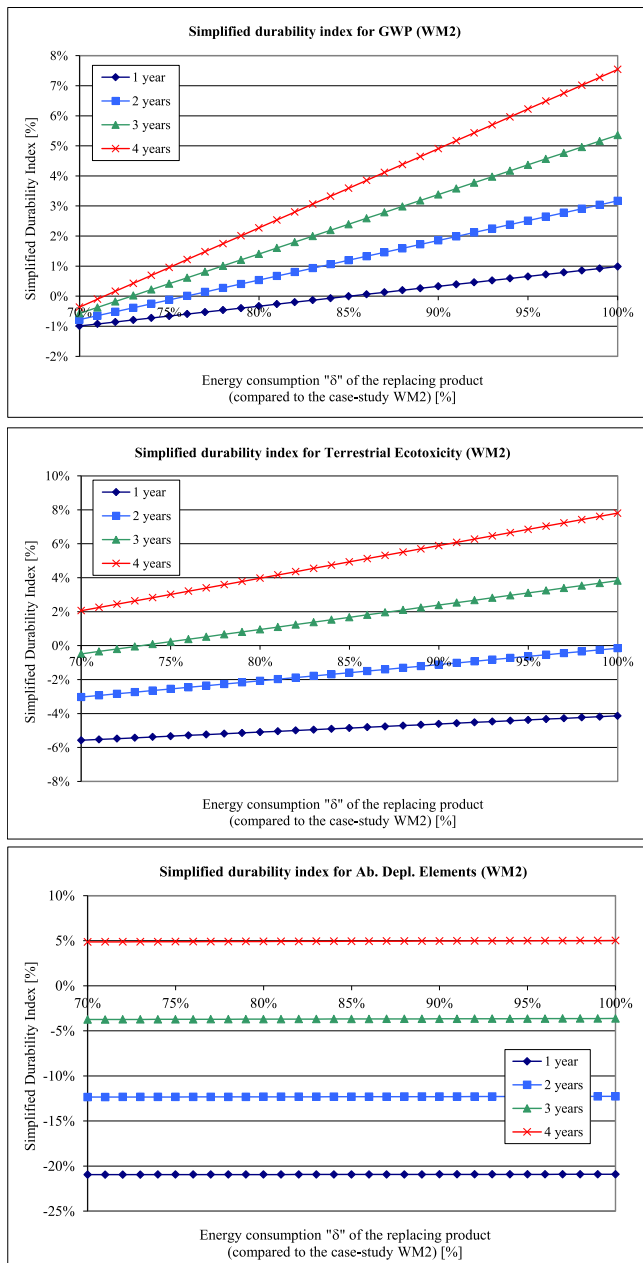 Simplified durability index for GWP (WM2)
8%
7%
6%
5%
4%
3%
2%
1%
0%
-1%
-2%
Simplified Durability Index [%]
1 year
2 years
3 years
4 years
70%
75%
80%
85%
90%
95%
100%
Energy consumption "δ" of the replacing product
(compared to the case-study WM2) [%]
Simplified durability index for Terrestrial Ecotoxicity (WM2)
10%
8%
6%
4%
2%
0%
-2%
-4%
-6%
-8%
Simplified Durability Index [%]
1 year
2 years
3 years
4 years
70%
75%
80%
85%
90%
95%
100%
Energy consumption "δ" of the replacing product
(compared to the case-study WM2) [%]
Simplified durability index for Ab. Depl. Elements (WM2)
10%
5%
0%
-5%
-10%
-15%
-20%
-25%
Simplified Durability Index [%]
70%
75%
80%
85%
90%
95%
100%
1 year
2 years
3 years
4 years
Energy consumption "δ" of the replacing product
(compared to the case-study WM2) [%]